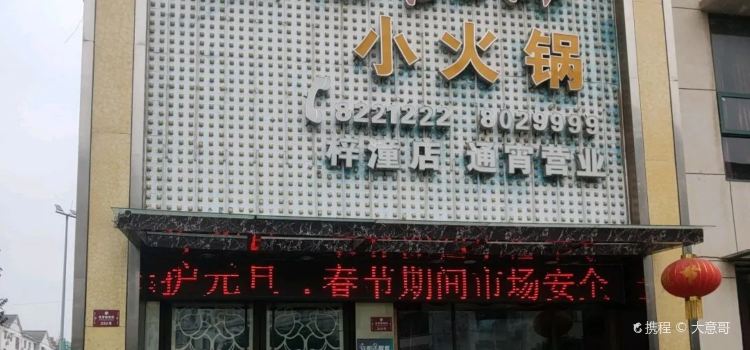 小火锅
8221222 8029999
梓潼店 通宵营业
护元旦、春节期间市场安全
携程 © 大意哥